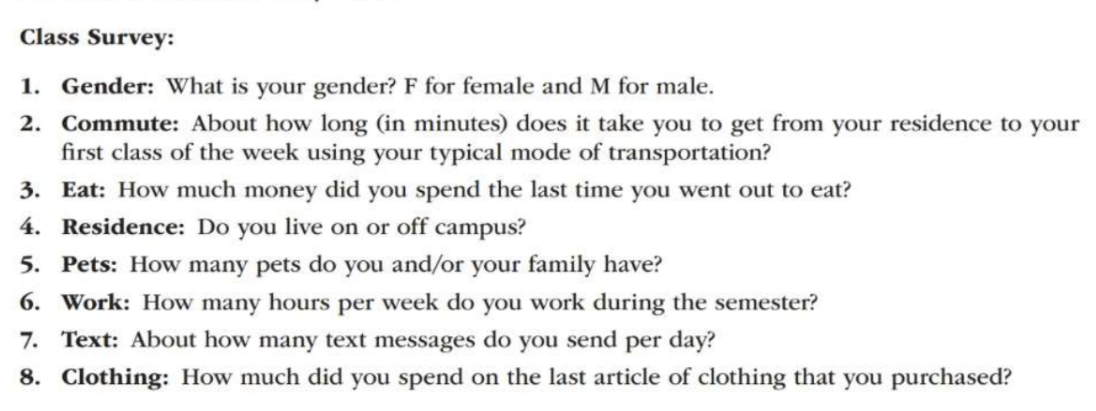 Class Survey:
1. Gender: What is your gender? F for female and M for male.
2. Commute: About how long (in minutes) does it take you to get from your residence to your
first class of the week using your typical mode of transportation?
3. Eat: How much money did you spend the last time you went out to eat?
4. Residence: Do you live on or off campus?
5. Pets: How many pets do you and/or your family have?
6. Work: How many hours per week do you work during the semester?
7. Text: About how many text messages do you send per day?
8. Clothing: How much did you spend on the last article of clothing that you purchased?